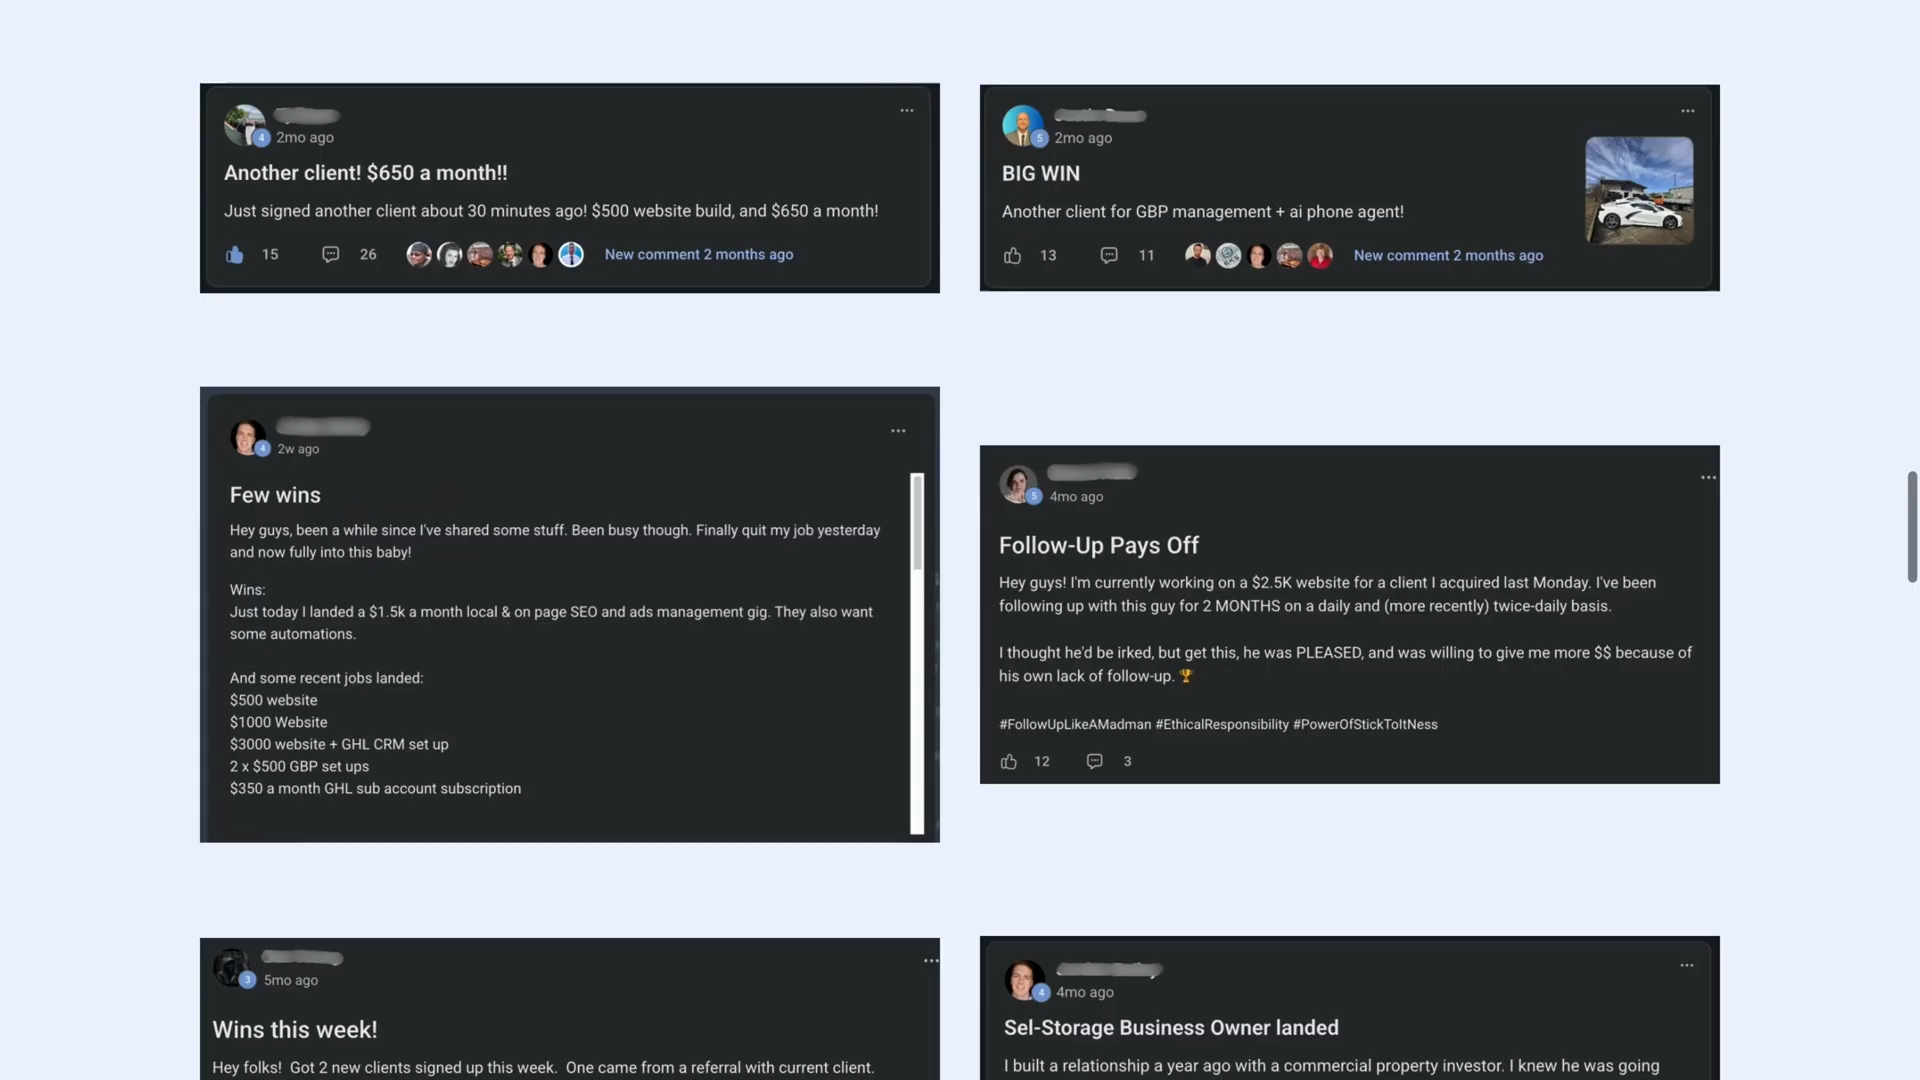 4
2mo ago
Another client! $650 a month!!
Just signed another client about 30 minutes ago! $500 website build, and $650 a month!
15 26 New comment 2 months ago
5
2mo ago
BIG WIN
Another client for GBP management + ai phone agent!
13 11 New comment 2 months ago
4
2w ago
Few wins
Hey guys, been a while since I've shared some stuff. Been busy though. Finally quit my job yesterday
and now fully into this baby!
Wins:
Just today I landed a $1.5k a month local & on page SEO and ads management gig. They also want
some automations.
And some recent jobs landed:
$500 website
$1000 Website
$3000 website + GHL CRM set up
2 x $500 GBP set ups
$350 a month GHL sub account subscription
5
4mo ago
Follow-Up Pays Off
Hey guys! I'm currently working on a $2.5K website for a client I acquired last Monday. I've been
following up with this guy for 2 MONTHS on a daily and (more recently) twice-daily basis.
I thought he'd be irked, but get this, he was PLEASED, and was willing to give me more $$ because of
his own lack of follow-up. 🏆
#FollowUpLikeAMadman #EthicalResponsibility #PowerOfStickToItNess
12 3
3
5mo ago
Wins this week!
Hey folks! Got 2 new clients signed up this week. One came from a referral with current client.
4
4mo ago
Sel-Storage Business Owner landed
I built a relationship a year ago with a commercial property investor. I knew he was going